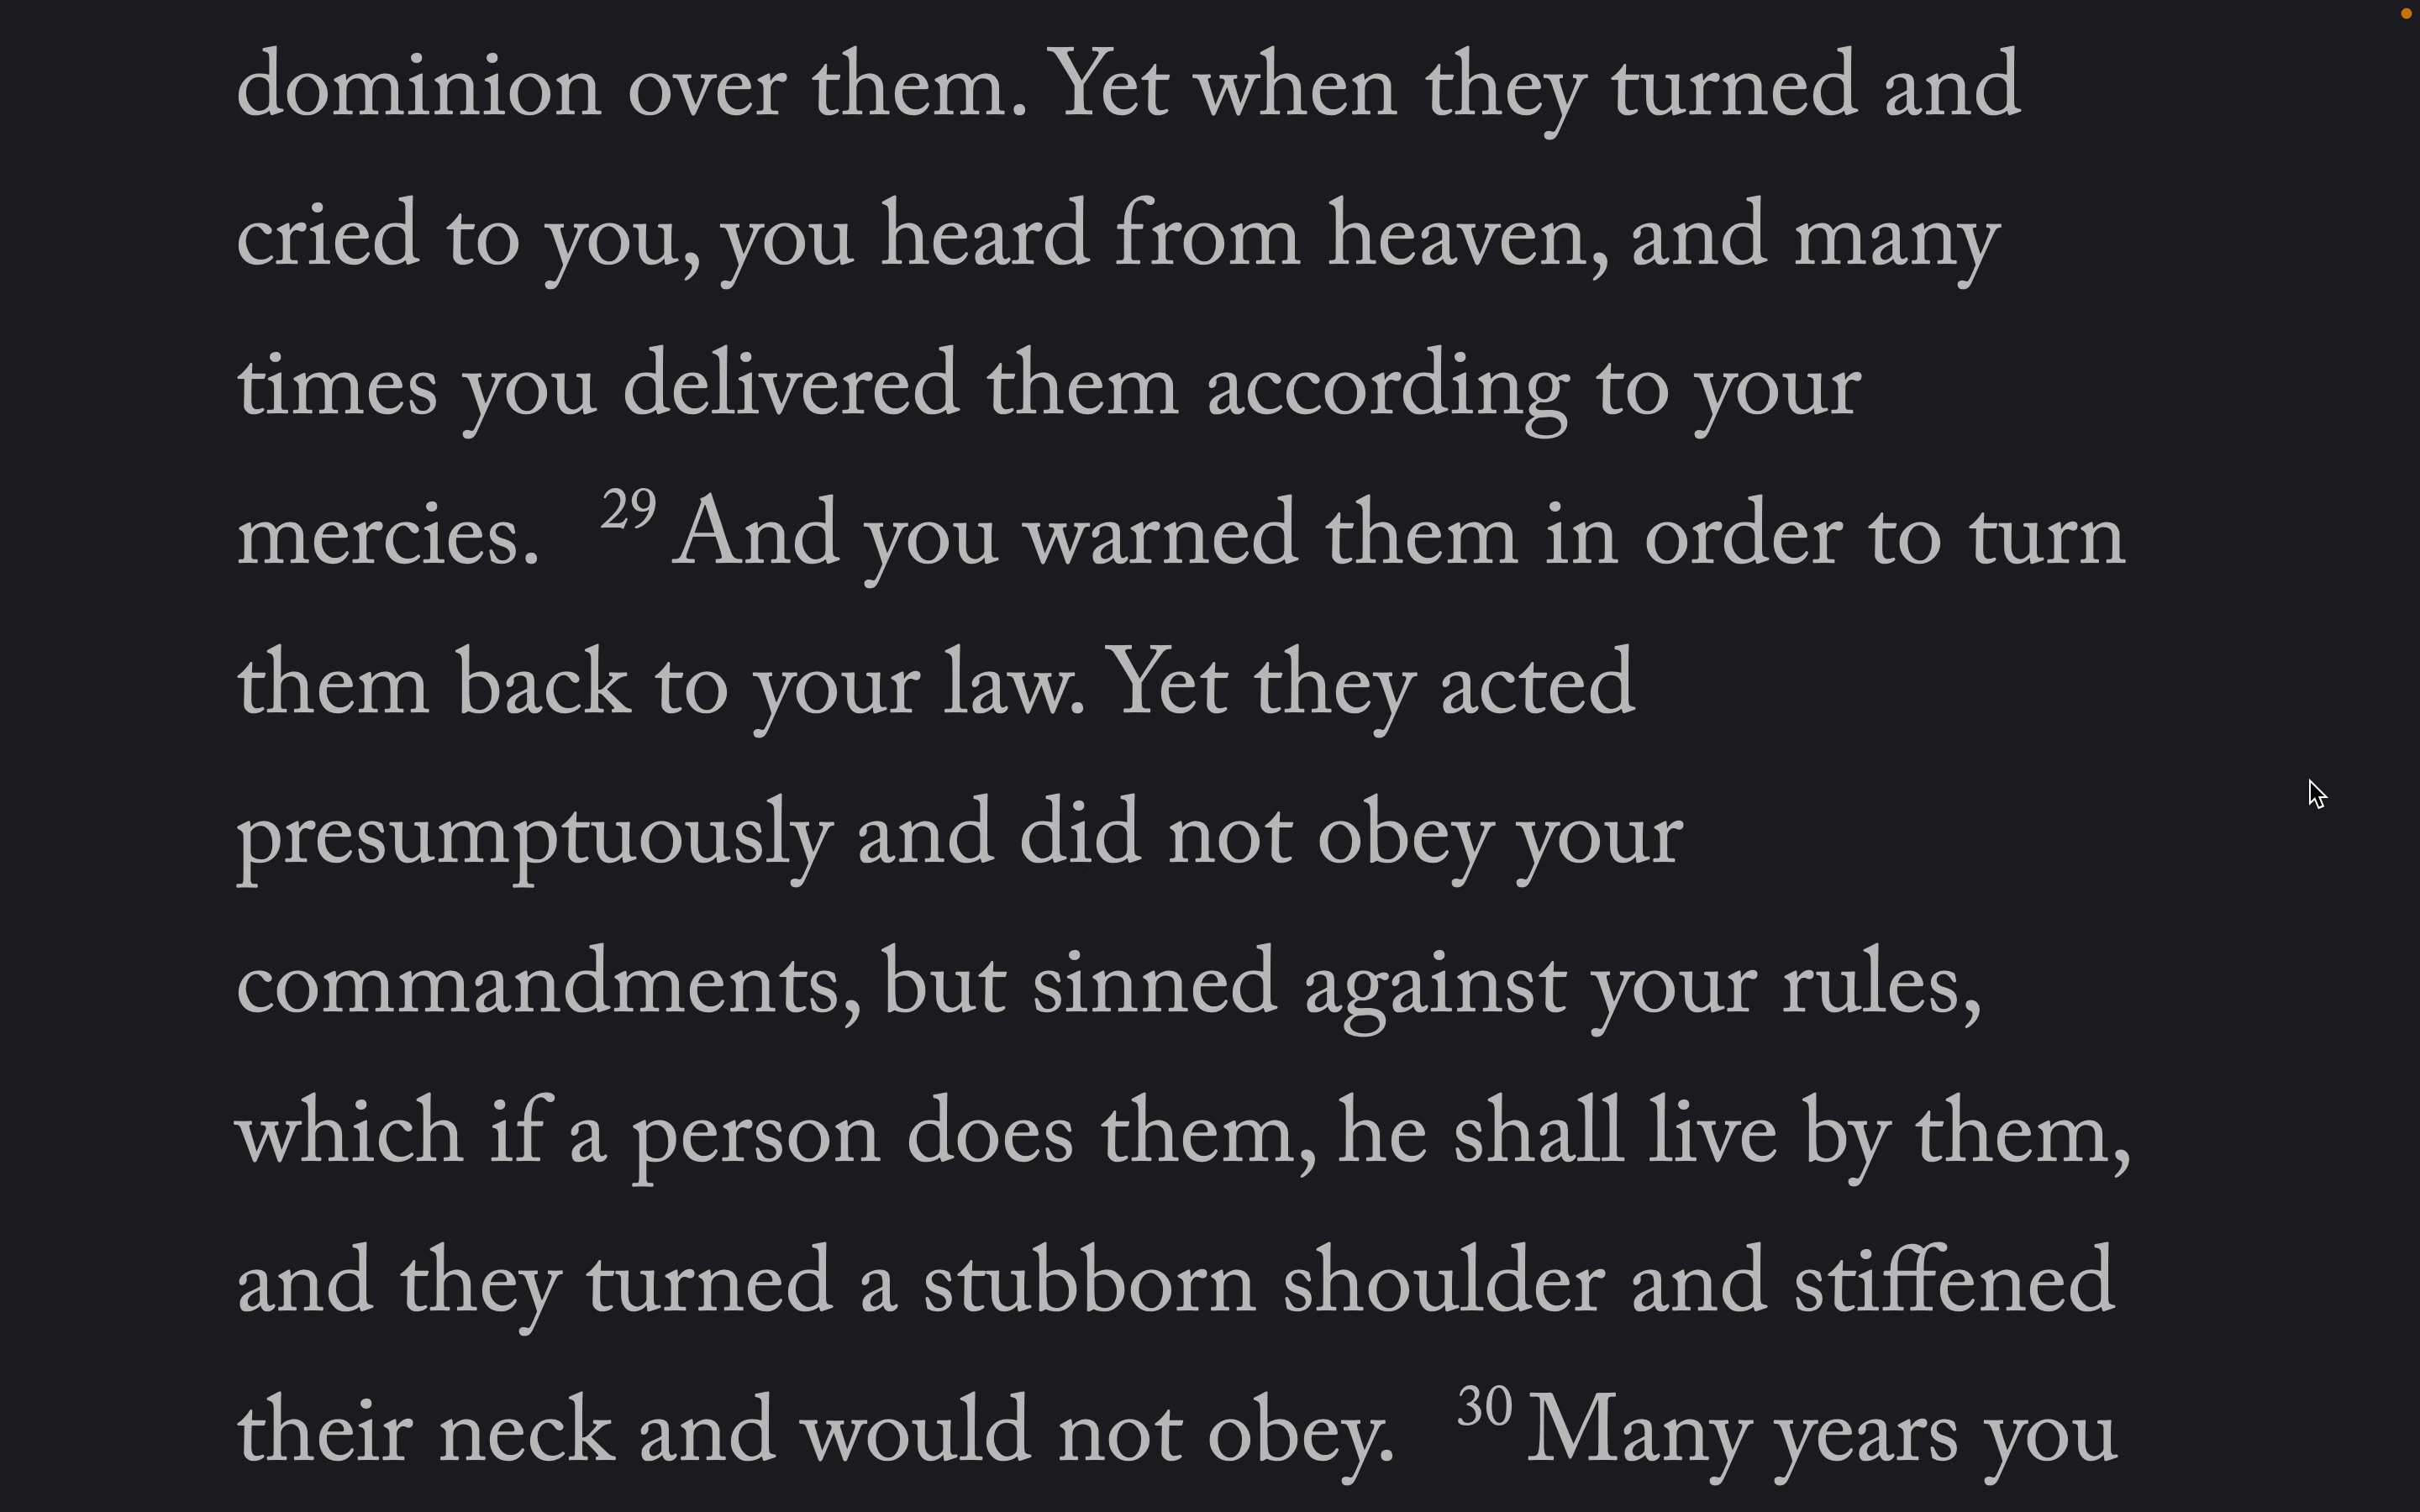 dominion over them. Yet when they turned and
cried to you, you heard from heaven, and many
times you delivered them according to your
mercies. 29 And you warned them in order to turn
them back to your law. Yet they acted
presumptuously and did not obey your
commandments, but sinned against your rules,
which if a person does them, he shall live by them,
and they turned a stubborn shoulder and stiffened
their neck and would not obey. 30 Many years you